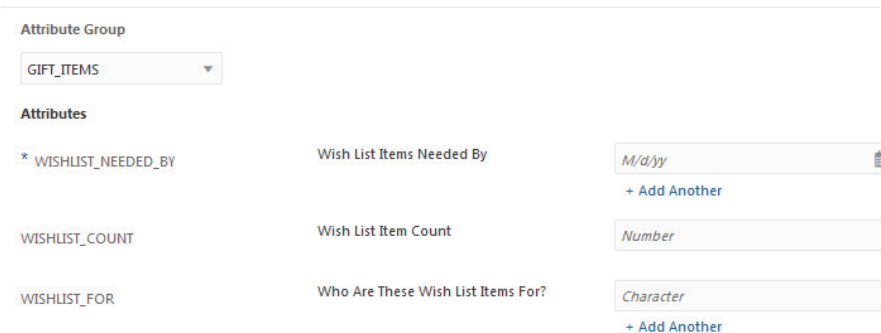 Attribute Group
GIFT_ITEMS
Attributes
* WISHLIST_NEEDED_BY Wish List Items Needed By M/d/yy
+ Add Another
WISHLIST_COUNT Wish List Item Count Number
WISHLIST_FOR Who Are These Wish List Items For? Character
+ Add Another